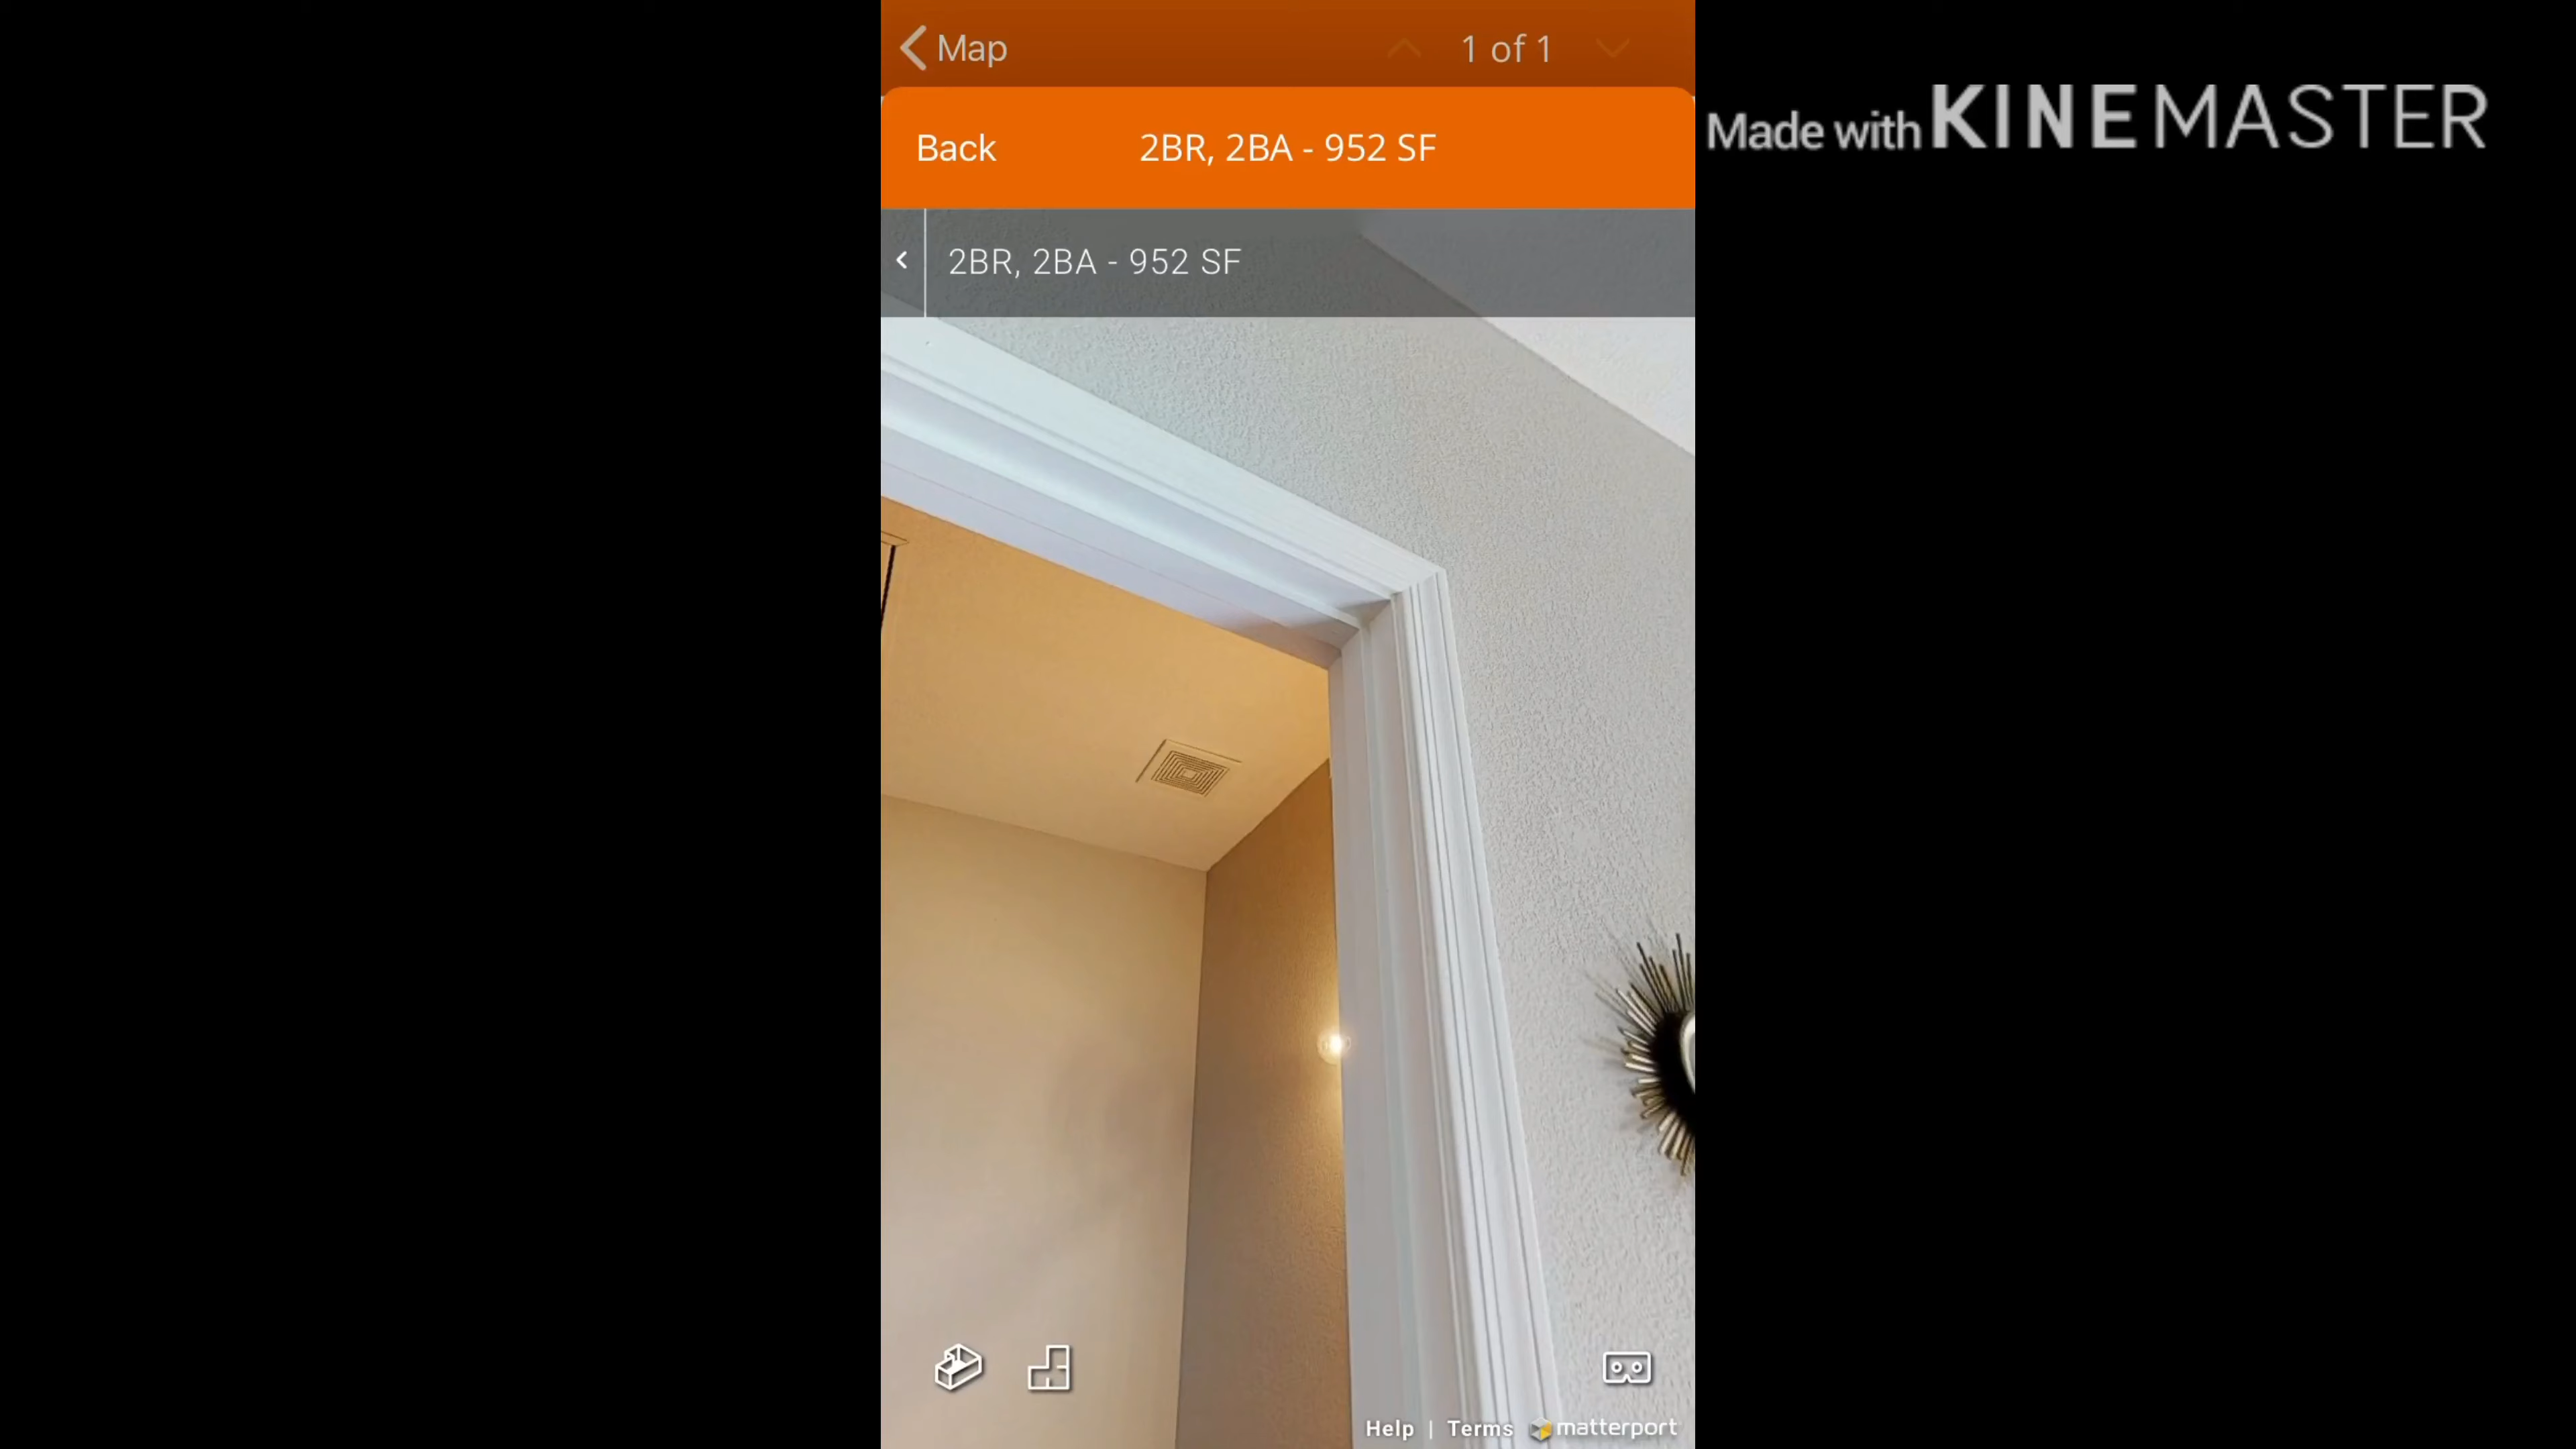 Map
1 of 1
Made with KINEMASTER
Back
2BR, 2BA - 952 SF
2BR, 2BA - 952 SF
Help | Terms matterport